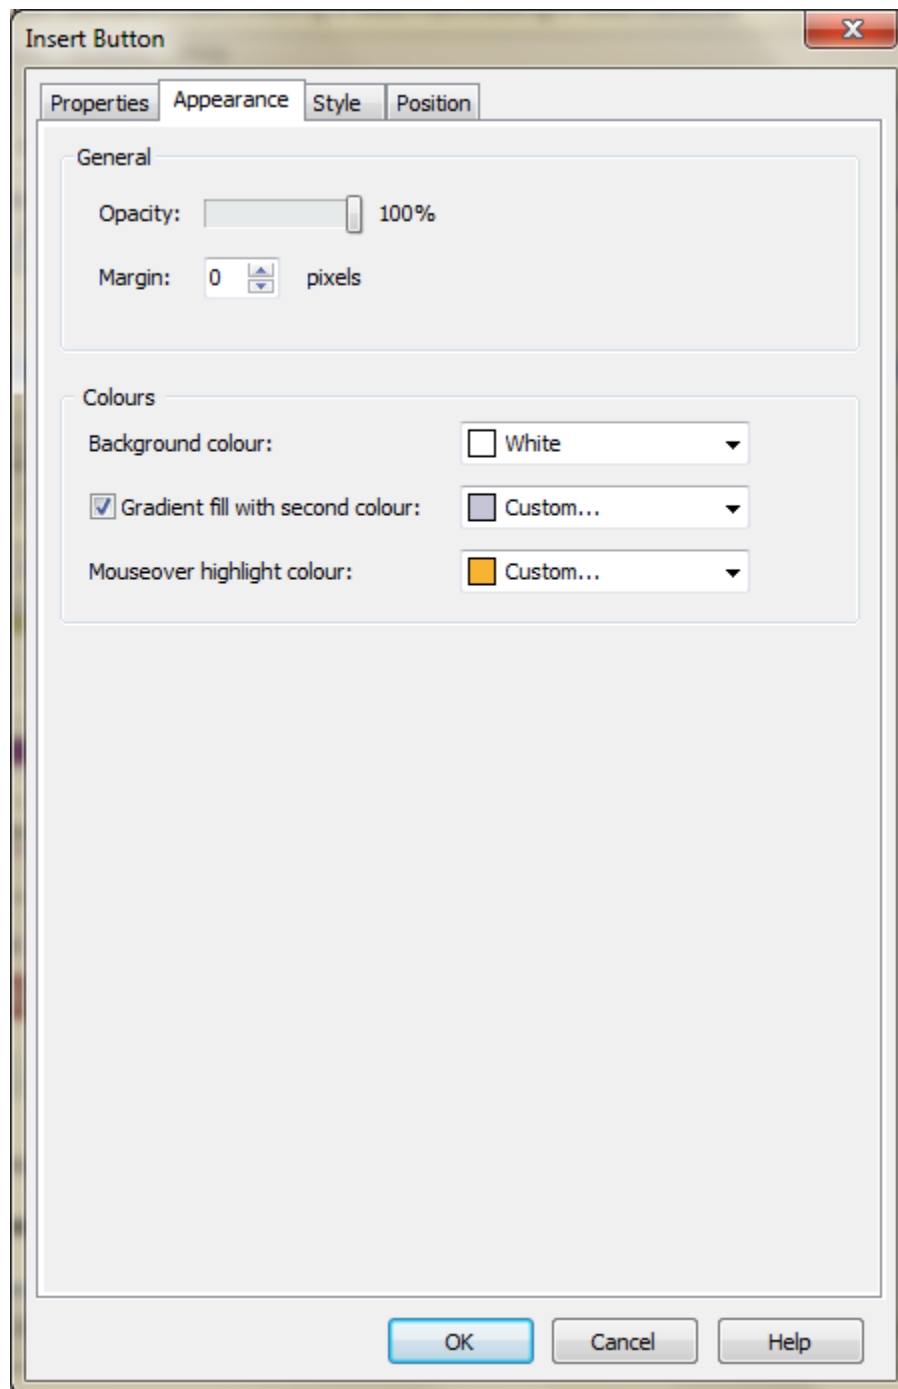 Insert Button
Properties Appearance Style Position
General
Opacity: 100%
Margin: 0 pixels
Colours
Background colour: White
Gradient fill with second colour: Custom...
Mouseover highlight colour: Custom...
OK Cancel Help